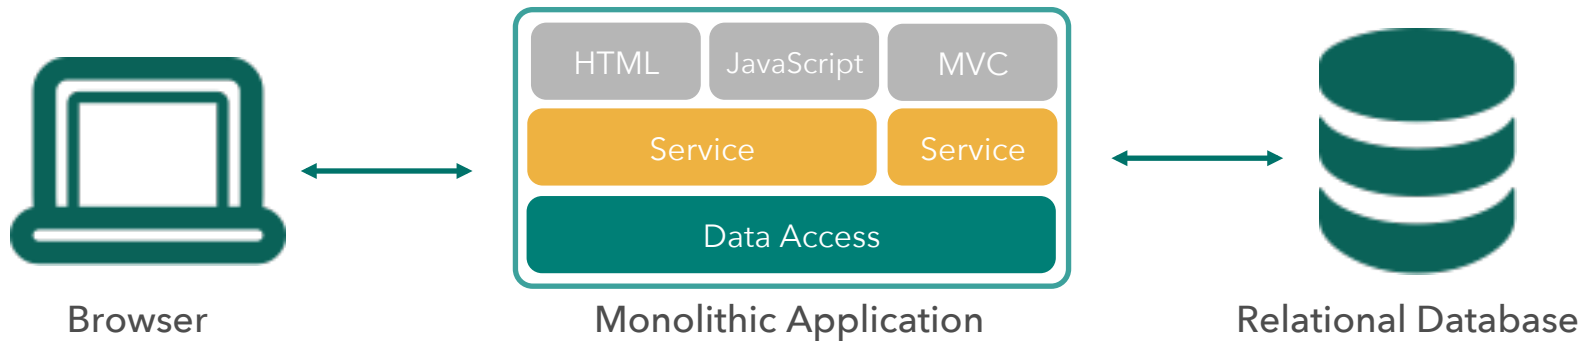 HTML
JavaScript
MVC
Service
Service
Data Access
Browser
Monolithic Application
Relational Database